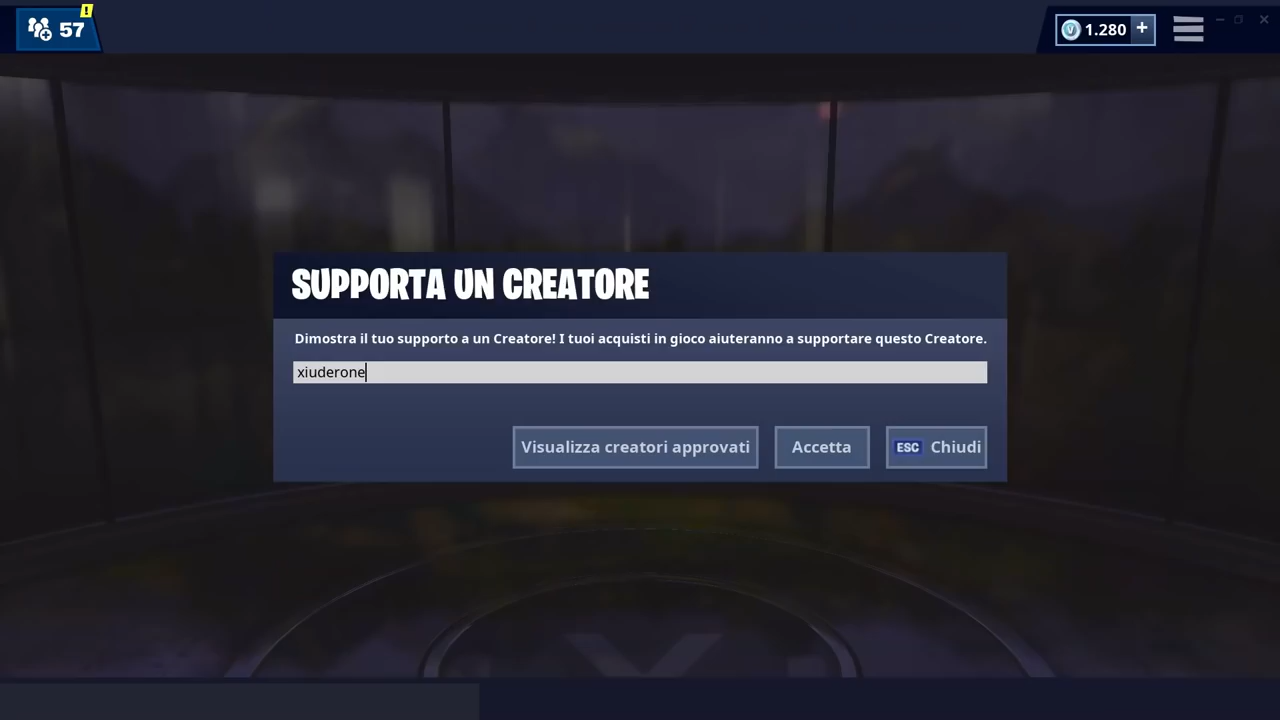 57
!
1.280 +
SUPPORTA UN CREATORE
Dimostra il tuo supporto a un Creatore! I tuoi acquisti in gioco aiuteranno a supportare questo Creatore.
xiuderone
Visualizza creatori approvati
Accetta
ESC Chiudi